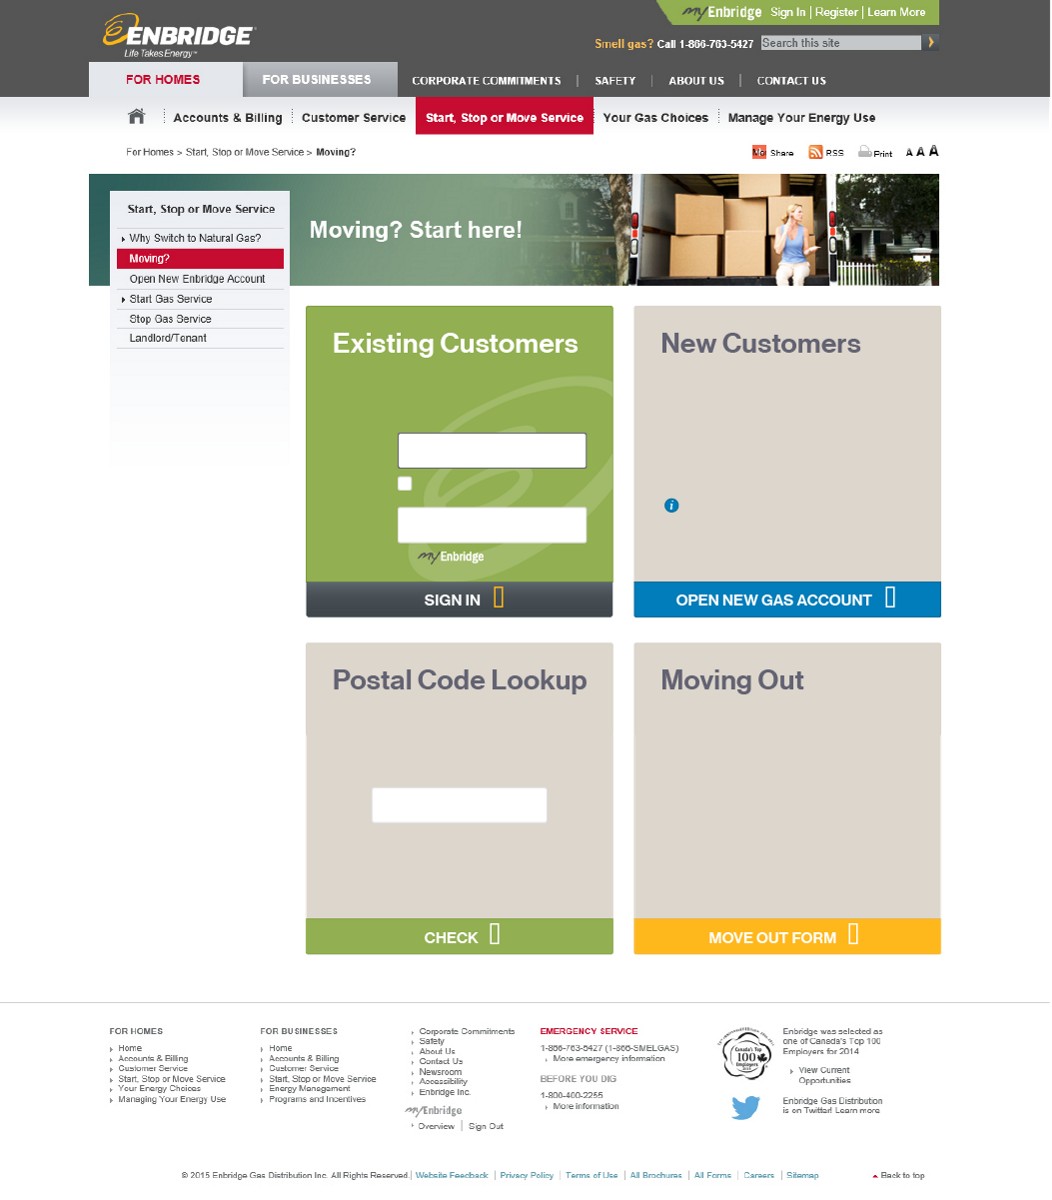 my Enbridge Sign In | Register | Learn More
ENBRIDGE
Life Takes Energy™
Smell gas? Call 1-866-763-5427 Search this site
FOR HOMES FOR BUSINESSES CORPORATE COMMITMENTS | SAFETY | ABOUT US | CONTACT US
Accounts & Billing Customer Service Start, Stop or Move Service Your Gas Choices Manage Your Energy Use
For Homes > Start, Stop or Move Service > Moving?
Share RSS Print A A A
Start, Stop or Move Service
Why Switch to Natural Gas?
Moving?
Open New Enbridge Account
Start Gas Service
Stop Gas Service
Landlord/Tenant
Moving? Start here!
Existing Customers
my Enbridge
SIGN IN
New Customers
i
OPEN NEW GAS ACCOUNT
Postal Code Lookup
CHECK
Moving Out
MOVE OUT FORM
FOR HOMES
Home
Accounts & Billing
Customer Service
Start, Stop or Move Service
Your Energy Choices
Managing Your Energy Use
FOR BUSINESSES
Home
Accounts & Billing
Customer Service
Start, Stop or Move Service
Energy Management
Programs and Incentives
Corporate Commitments
Safety
About Us
Contact Us
Newsroom
Accessibility
Enbridge Inc.
my Enbridge
Overview | Sign Out
EMERGENCY SERVICE
1-866-763-5427 (1-866-SMELGAS)
More emergency information
BEFORE YOU DIG
1-800-400-2255
More information
Canada's Top
100
Employers
Enbridge was selected as
one of Canada's Top 100
Employers for 2014
View Current
Opportunities
Enbridge Gas Distribution
is on Twitter! Learn more
© 2015 Enbridge Gas Distribution Inc. All Rights Reserved | Website Feedback | Privacy Policy | Terms of Use | All Brochures | All Forms | Careers | Sitemap
Back to top